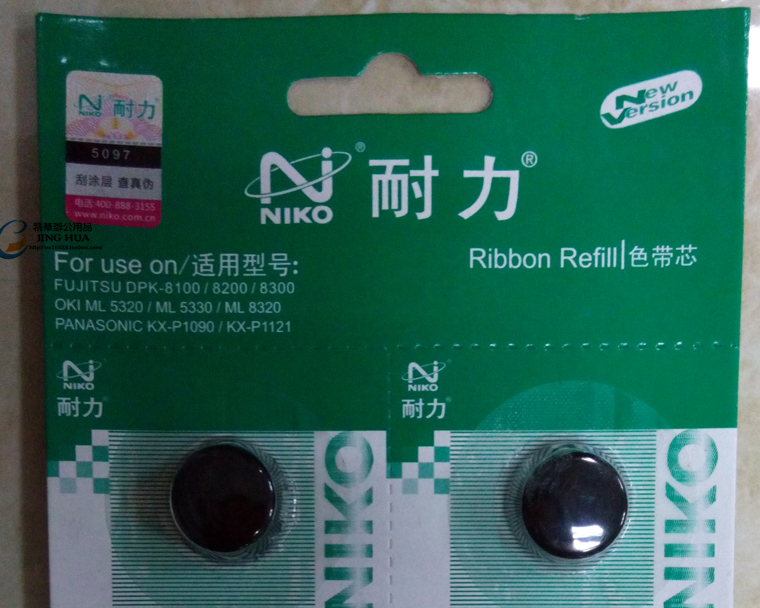 NIKO 耐力
5097
刮涂层 查真伪
电话:400-888-3155
www.niko.com.cn
New
Version
NIKO ® 耐力®
JING HUA
For use on/适用型号:
Ribbon Refill|色带芯
FUJITSU DPK-8100 / 8200 / 8300
OKI ML 5320 / ML 5330 / ML 8320
PANASONIC KX-P1090 / KX-P1121
NIKO
耐力
NIKO
耐力
NIKO
NIKO